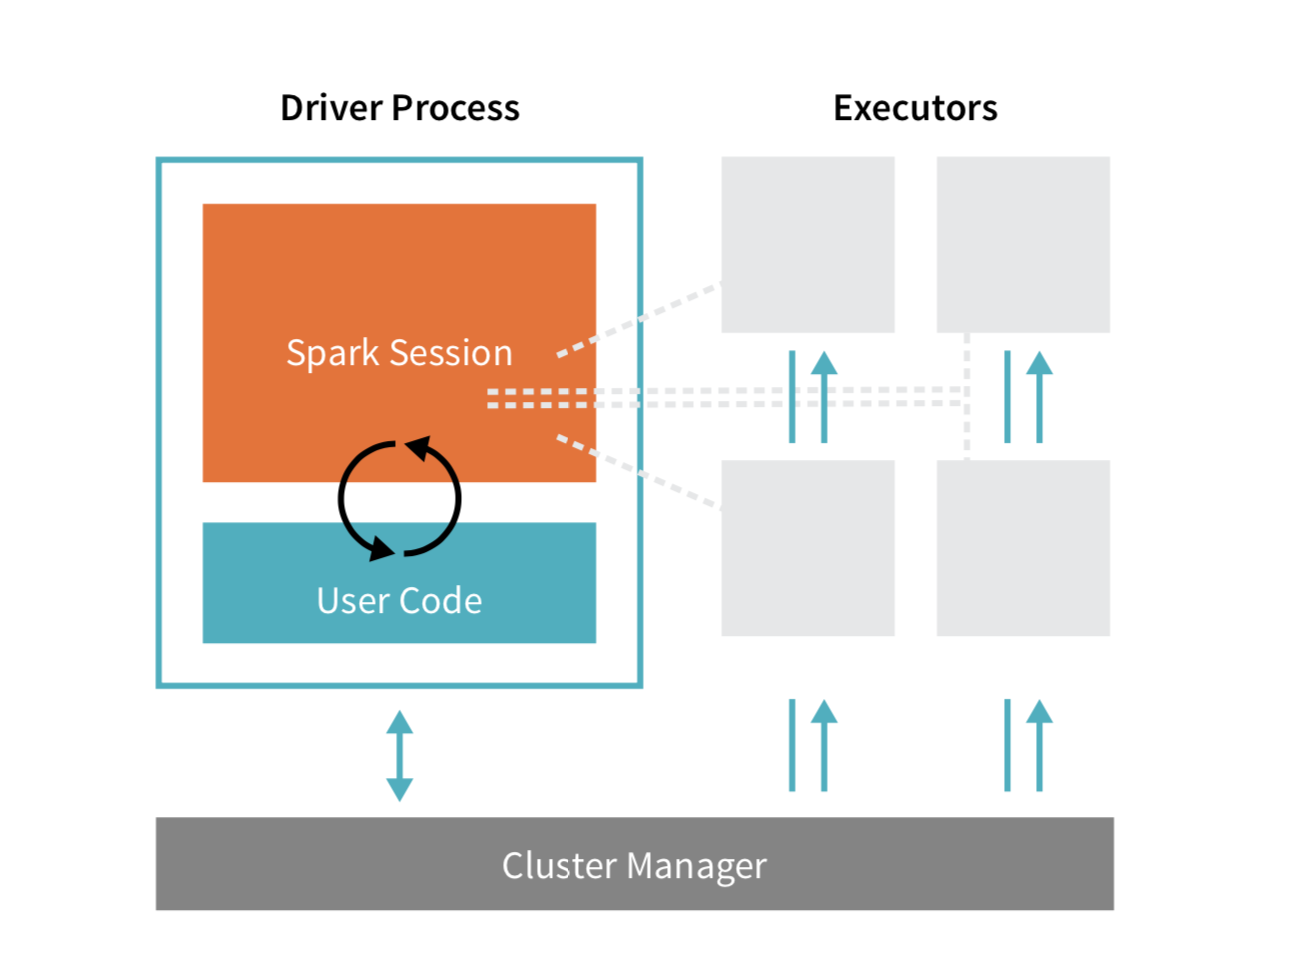 Driver Process
Executors
Spark Session
User Code
Cluster Manager